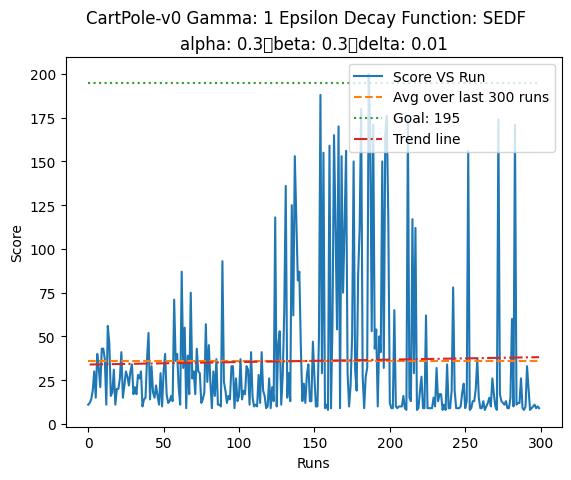 CartPole-v0 Gamma: 1 Epsilon Decay Function: SEDF
alpha: 0.3▯beta: 0.3▯delta: 0.01
Score VS Run
Avg over last 300 runs
Goal: 195
Trend line
Score
200
175
150
125
100
75
50
25
0
0 50 100 150 200 250 300
Runs